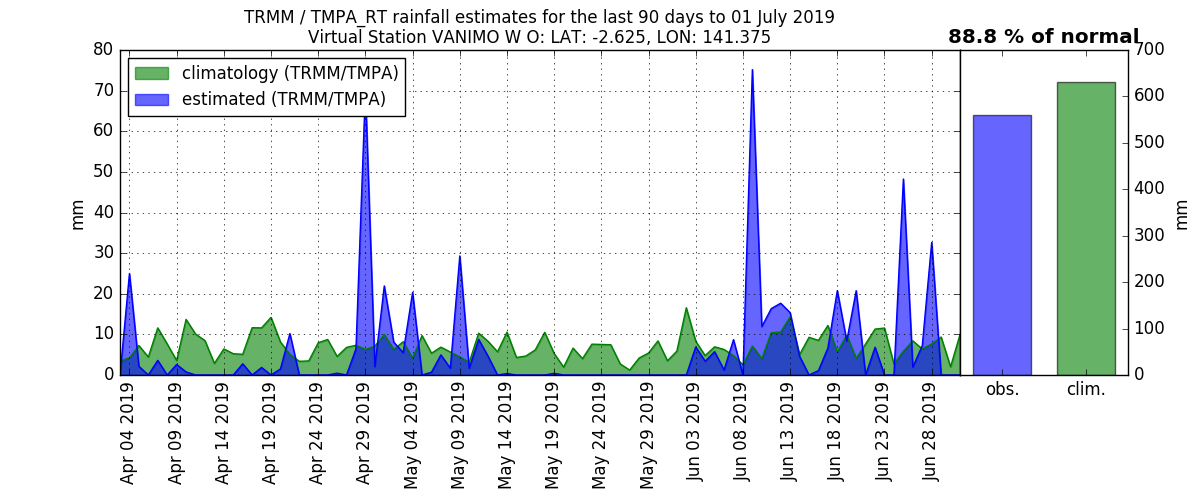 TRMM / TMPA_RT rainfall estimates for the last 90 days to 01 July 2019
Virtual Station VANIMO W O: LAT: -2.625, LON: 141.375
88.8 % of normal
climatology (TRMM/TMPA)
estimated (TRMM/TMPA)
mm
80
70
60
50
40
30
20
10
0
Apr 04 2019
Apr 09 2019
Apr 14 2019
Apr 19 2019
Apr 24 2019
Apr 29 2019
May 04 2019
May 09 2019
May 14 2019
May 19 2019
May 24 2019
May 29 2019
Jun 03 2019
Jun 08 2019
Jun 13 2019
Jun 18 2019
Jun 23 2019
Jun 28 2019
obs.
clim.
700
600
500
400
300
200
100
0
mm